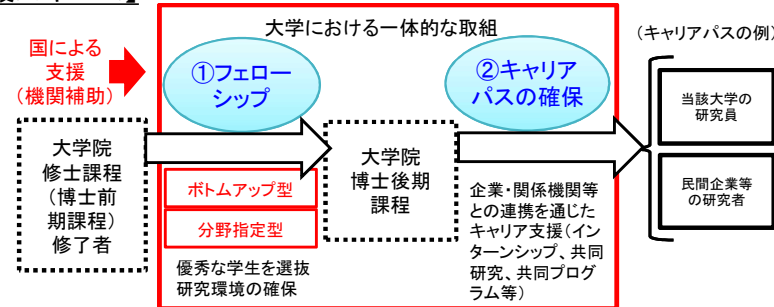 大学における一体的な取組
(キャリアパスの例)
国による
支援
(機関補助)
①フェロー
シップ
②キャリア
パスの確保
大学院
修士課程
(博士前
期課程)
修了者
ボトムアップ型
分野指定型
優秀な学生を選抜
研究環境の確保
大学院
博士後期
課程
企業・関係機関等
との連携を通じた
キャリア支援(イン
ターンシップ、共同
研究、共同プログ
ラム等)
当該大学の
研究員
民間企業等
の研究者